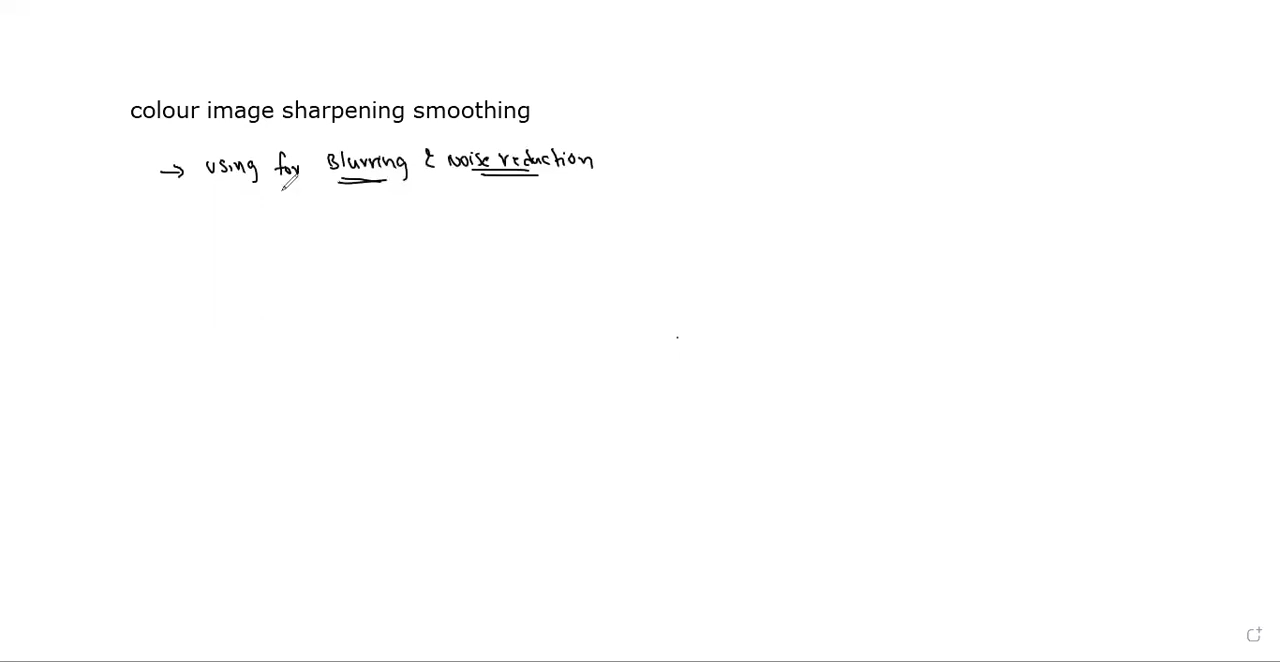 colour image sharpening smoothing
→ using for Blurring & Noise reduction